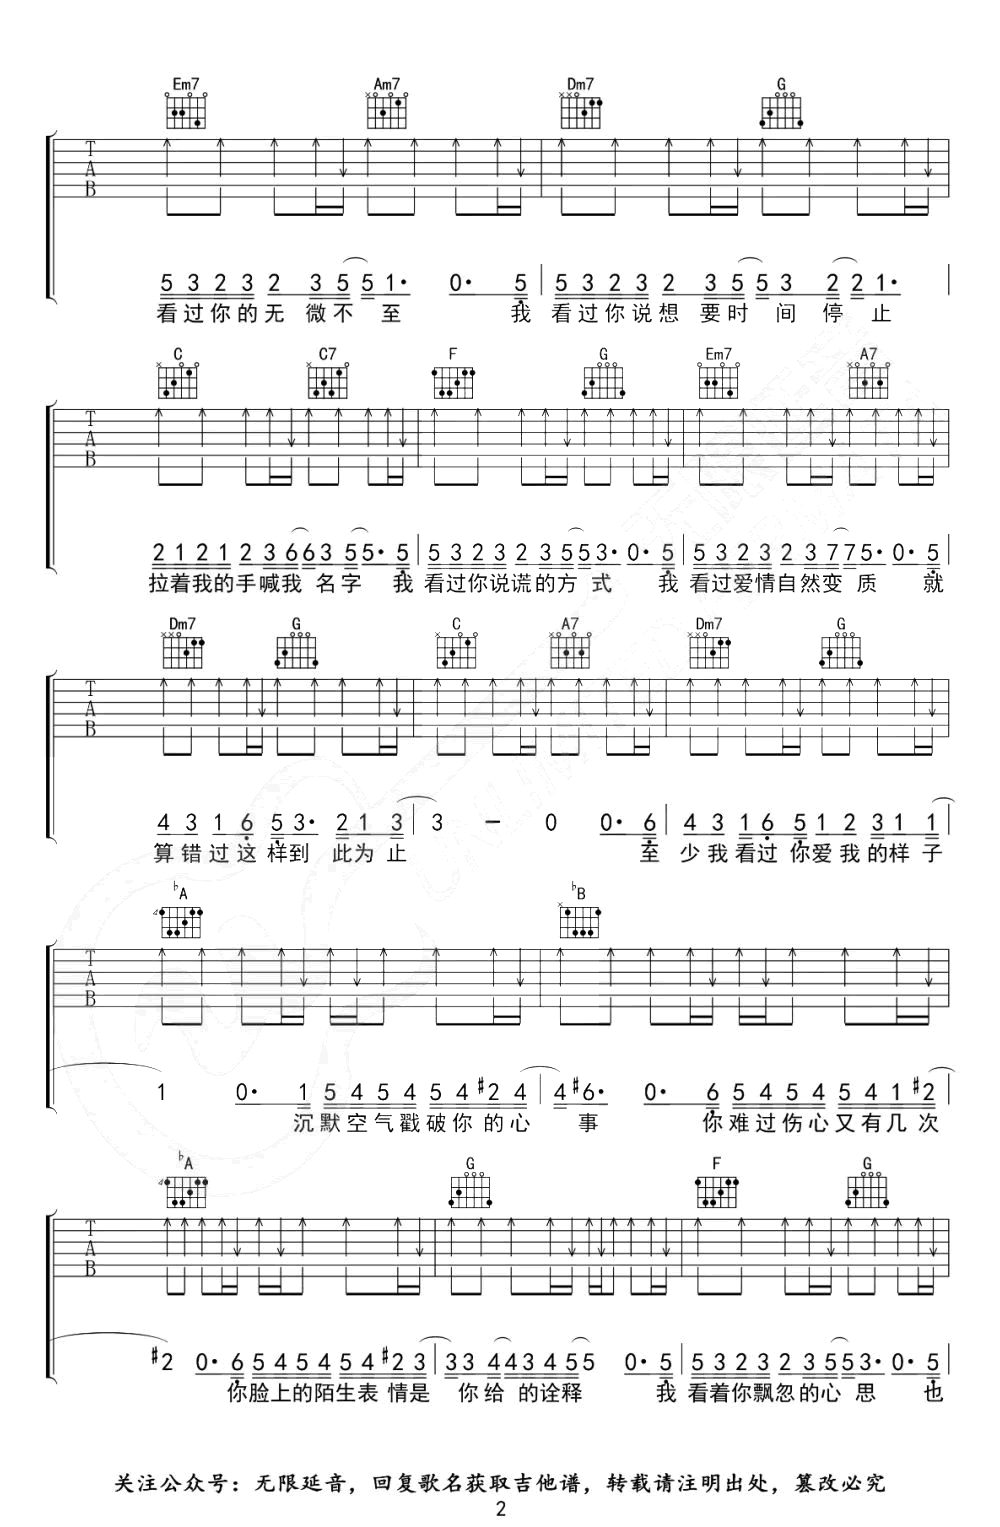 Em7 Am7 Dm7 G
T
A
B
5 3 2 3 2 3 5 5 1· 0· 5 5 3 2 3 2 3 5 5 3 2 2 1·
看过你的无 微不 至 我 看过你说想 要时 间 停 止
C C7 F G Em7 A7
T
A
B
2 1 2 1 2 3 6 6 3 5 5· 5 5 3 2 3 2 3 5 5 3· 0· 5 5 3 2 3 2 3 7 7 5· 0· 5
拉着我的手喊我 名字 我 看过你说谎的方 式 我 看过爱情自然变 质 就
Dm7 G C A7 Dm7 G
T
A
B
4 3 1 6 5 3· 2 1 3 3 － 0 0· 6 4 3 1 6 5 1 2 3 1 1
算错过这样到 此为止 至 少我看过你爱我的样子
♭A ♭B
4
T
A
B
1 0· 1 5 4 5 4 5 4 #2 4 4 #6· 0· 6 5 4 5 4 5 4 1 #2
沉默空气戳破你的心 事 你难过伤心又有几次
♭A G F G
4
T
A
B
#2 0· 6 5 4 5 4 5 4 #2 3 3 3 4 4 3 4 5 5 0 0· 5 5 3 2 3 2 3 5 5 3· 0· 5
你脸上的陌生表 情是 你给 的诠释 我 看着你飘忽的心 思 也
关注公众号：无限延音，回复歌名获取吉他谱，转载请注明出处，篡改必究
2